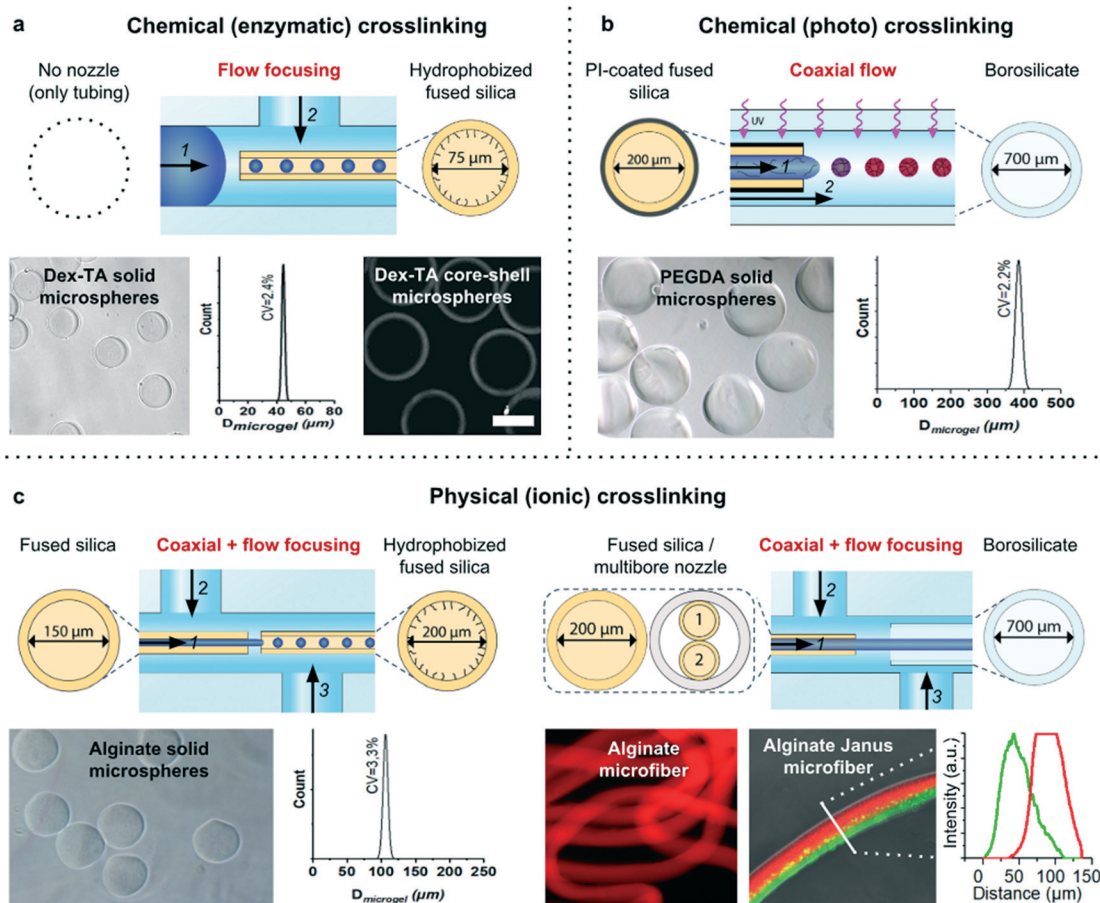 a
Chemical (enzymatic) crosslinking
No nozzle
(only tubing)
Flow focusing
Hydrophobized
fused silica
1
2
75 µm
Dex-TA solid
microspheres
Count
CV=2.4%
0 20 40 60 80
D microgel (µm)
Dex-TA core-shell
microspheres
b
Chemical (photo) crosslinking
PI-coated fused
silica
Coaxial flow
Borosilicate
200 µm
UV
1
2
700 µm
PEGDA solid
microspheres
Count
CV=2.2%
0 100 200 300 400 500
D microgel (µm)
c
Physical (ionic) crosslinking
Fused silica
Coaxial + flow focusing
Hydrophobized
fused silica
150 µm
2
1
3
200 µm
Alginate solid
microspheres
Count
CV=3,3%
0 50 100 150 200 250
D microgel (µm)
Fused silica /
multibore nozzle
Coaxial + flow focusing
Borosilicate
200 µm
1
2
2
1
3
700 µm
Alginate
microfiber
Alginate Janus
microfiber
Intensity (a.u.)
0 50 100 150
Distance (µm)